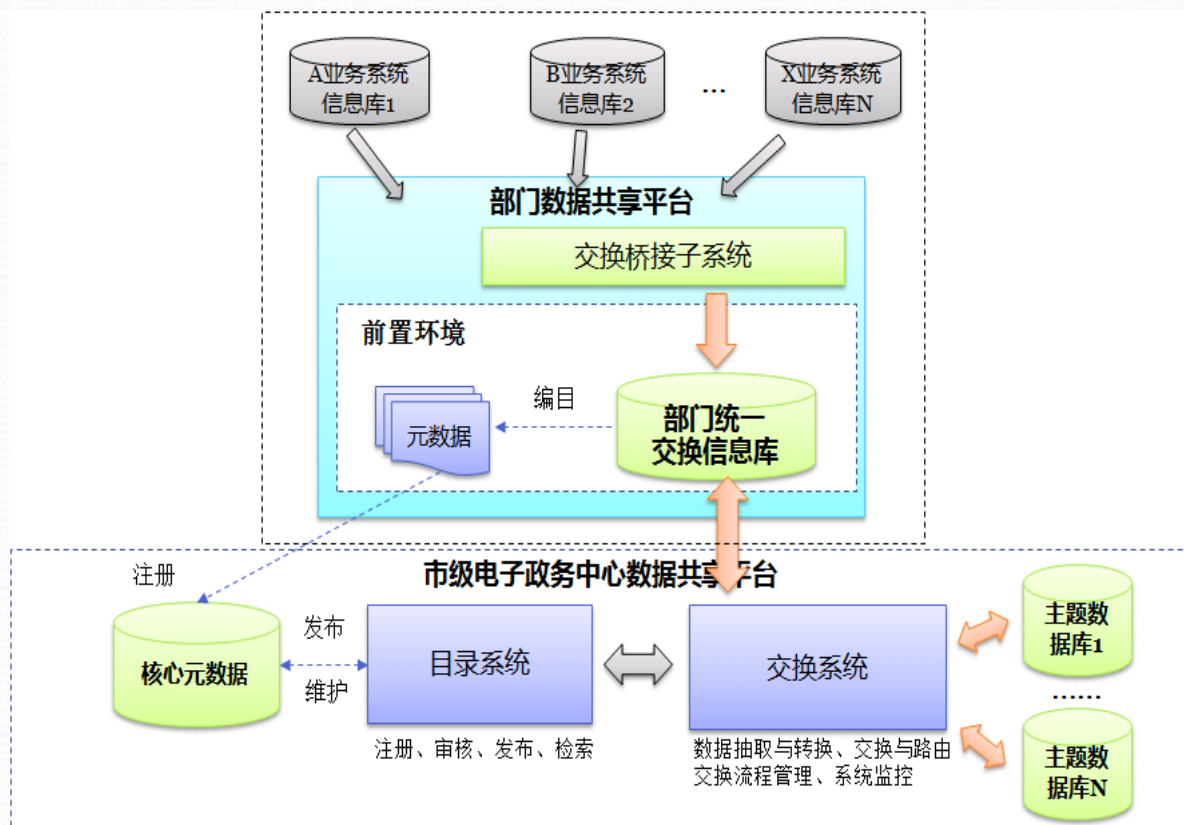 A业务系统
信息库1
B业务系统
信息库2
...
X业务系统
信息库N
部门数据共享平台
交换桥接子系统
前置环境
编目
元数据
部门统一
交换信息库
市级电子政务中心数据共享平台
注册
核心元数据
发布
维护
目录系统
注册、审核、发布、检索
交换系统
数据抽取与转换、交换与路由
交换流程管理、系统监控
主题数
据库1
……
主题数
据库N